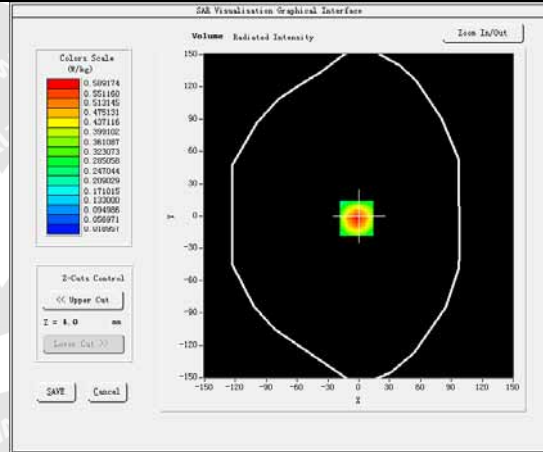 SAR Visualisation Graphical Interface
Volume Radiated Intensity
Zoom In/Out
Colors Scale
(W/kg)
0.589174
0.551160
0.513145
0.475131
0.437116
0.399102
0.361087
0.323073
0.285058
0.247044
0.209029
0.171015
0.133000
0.094986
0.056971
0.018957
150
120
90
60
30
0
-30
-60
-90
-120
-150
Y
-150 -120 -90 -60 -30 0 30 60 90 120 150
X
Z-Cuts Control
<< Upper Cut
Z = 4.0 mm
Lower Cut >>
SAVE Cancel